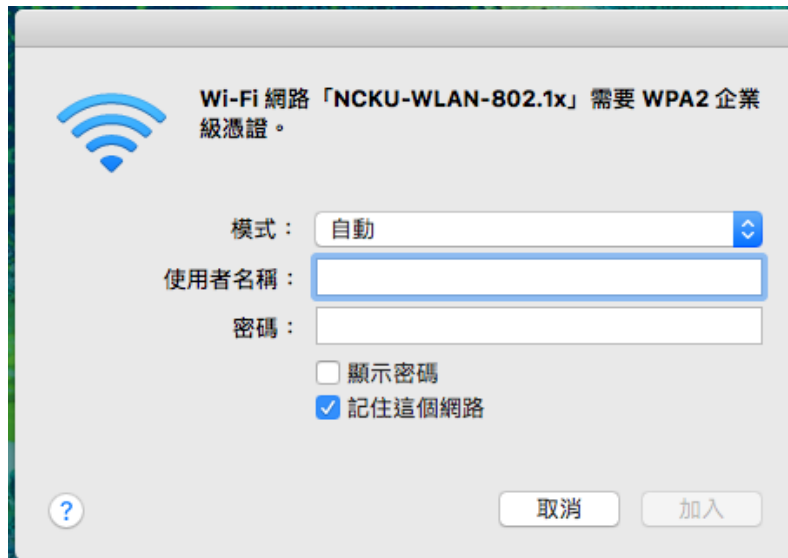 Wi-Fi 網路「NCKU-WLAN-802.1x」需要 WPA2 企業
級憑證。
模式： 自動
使用者名稱：
密碼：
顯示密碼
記住這個網路
? 取消 加入